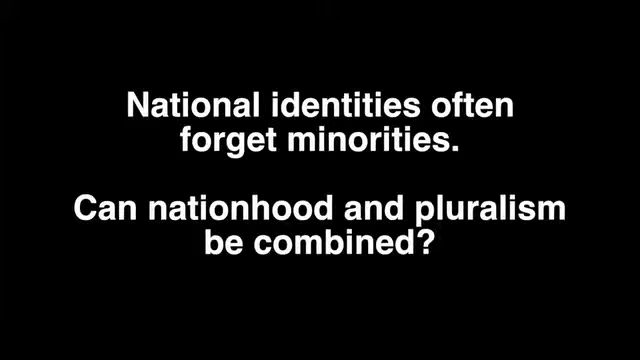 National identities often
forget minorities.
Can nationhood and pluralism
be combined?